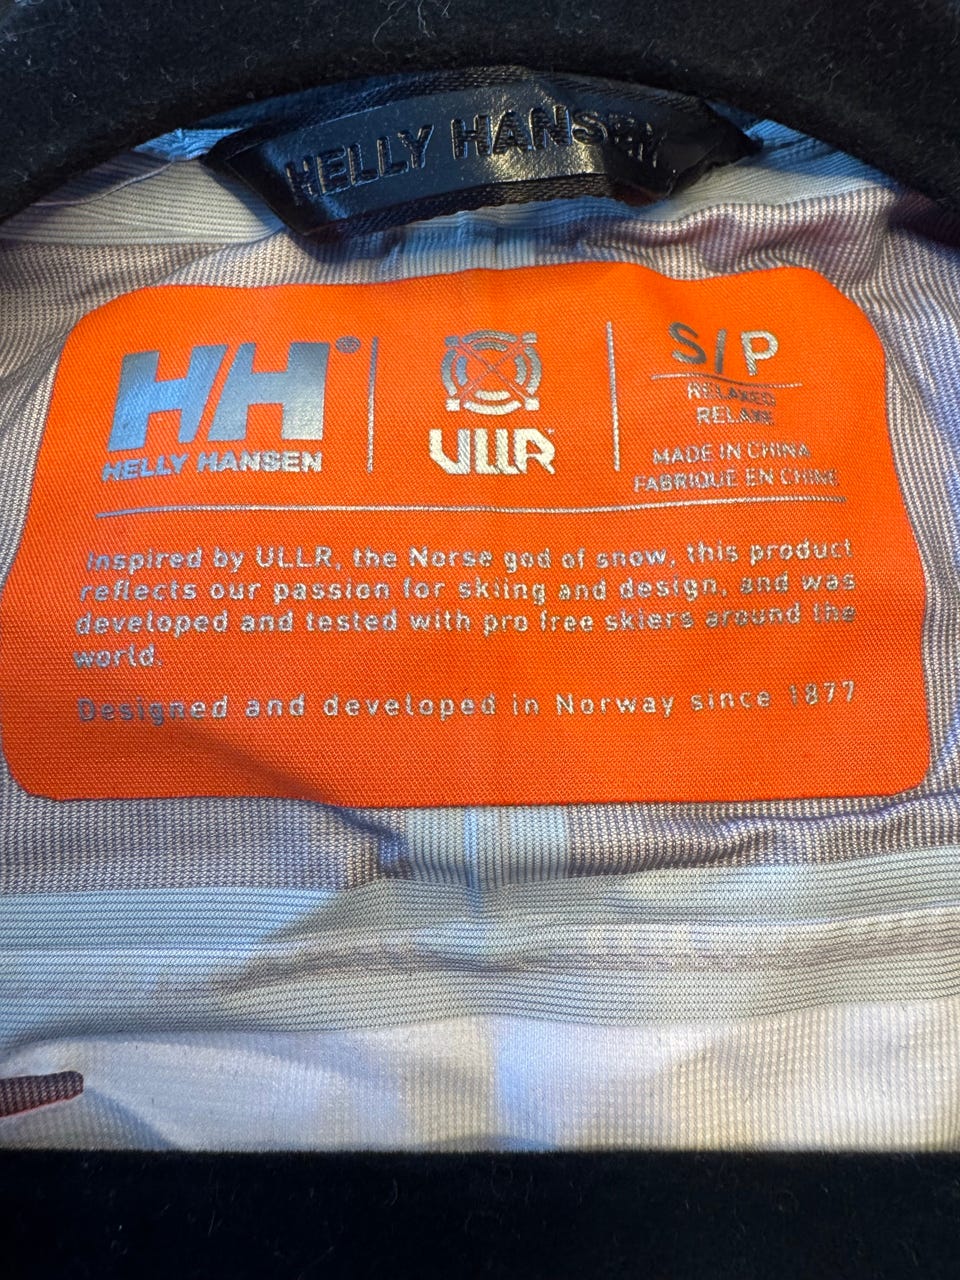 HELLY HANSEN
HH®
HELLY HANSEN
ULLR
S/P
RELAXED
RELAXE
MADE IN CHINA
FABRIQUE EN CHINE
Inspired by ULLR, the Norse god of snow, this product
reflects our passion for skiing and design, and was
developed and tested with pro free skiers around the
world.
Designed and developed in Norway since 1877